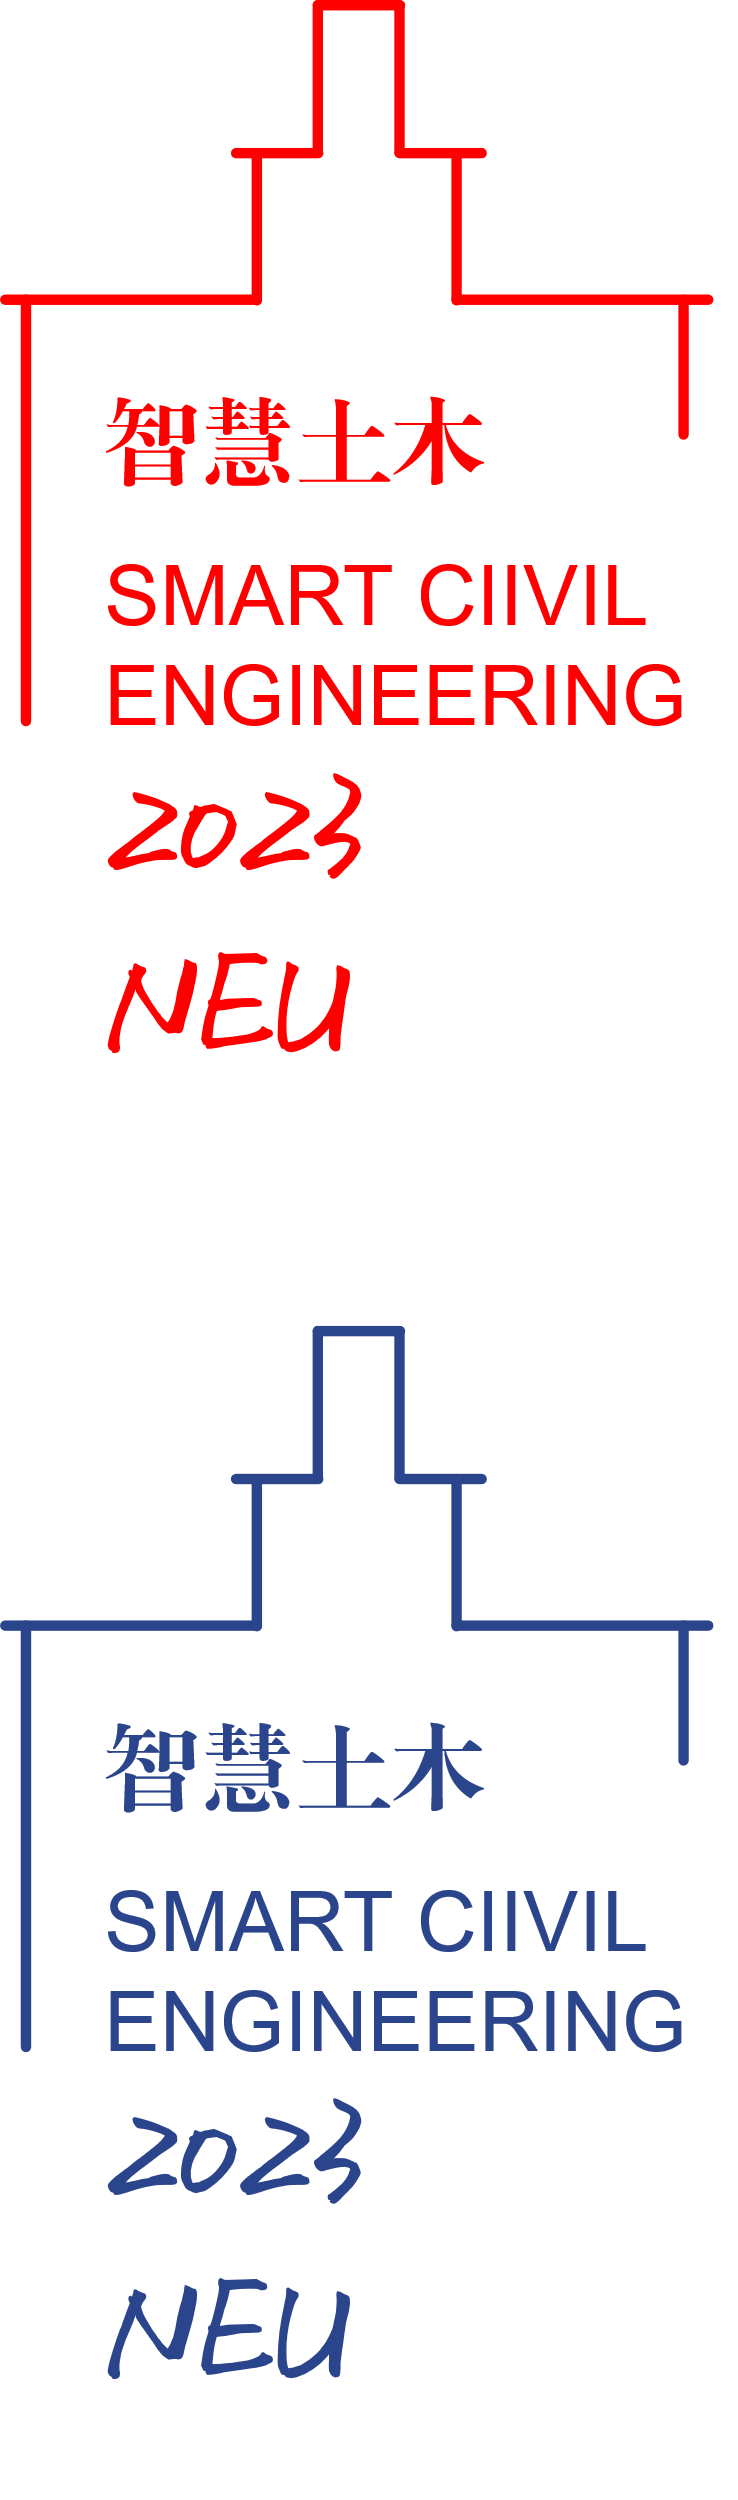 智慧土木
SMART CIIVIL
ENGINEERING
2023
NEU
智慧土木
SMART CIIVIL
ENGINEERING
2023
NEU